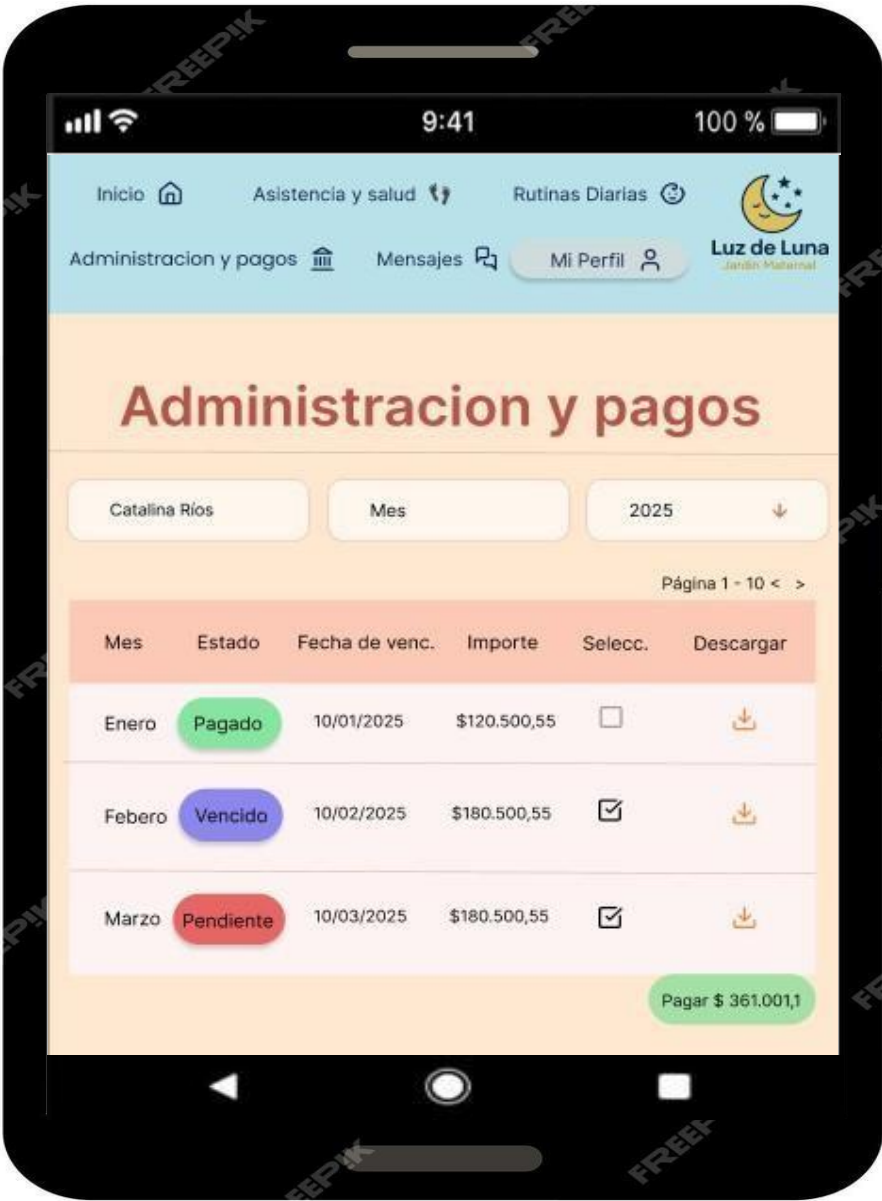 9:41
100 %
Inicio
Asistencia y salud
Rutinas Diarias
Luz de Luna
Jardín Maternal
Administracion y pagos
Mensajes
Mi Perfil
Administracion y pagos
Catalina Ríos
Mes
2025
Página 1 - 10 < >
Mes Estado Fecha de venc. Importe Selecc. Descargar
Enero Pagado 10/01/2025 $120.500,55
Febero Vencido 10/02/2025 $180.500,55
Marzo Pendiente 10/03/2025 $180.500,55
Pagar $ 361.001,1
FREEPIK
FREEPIK